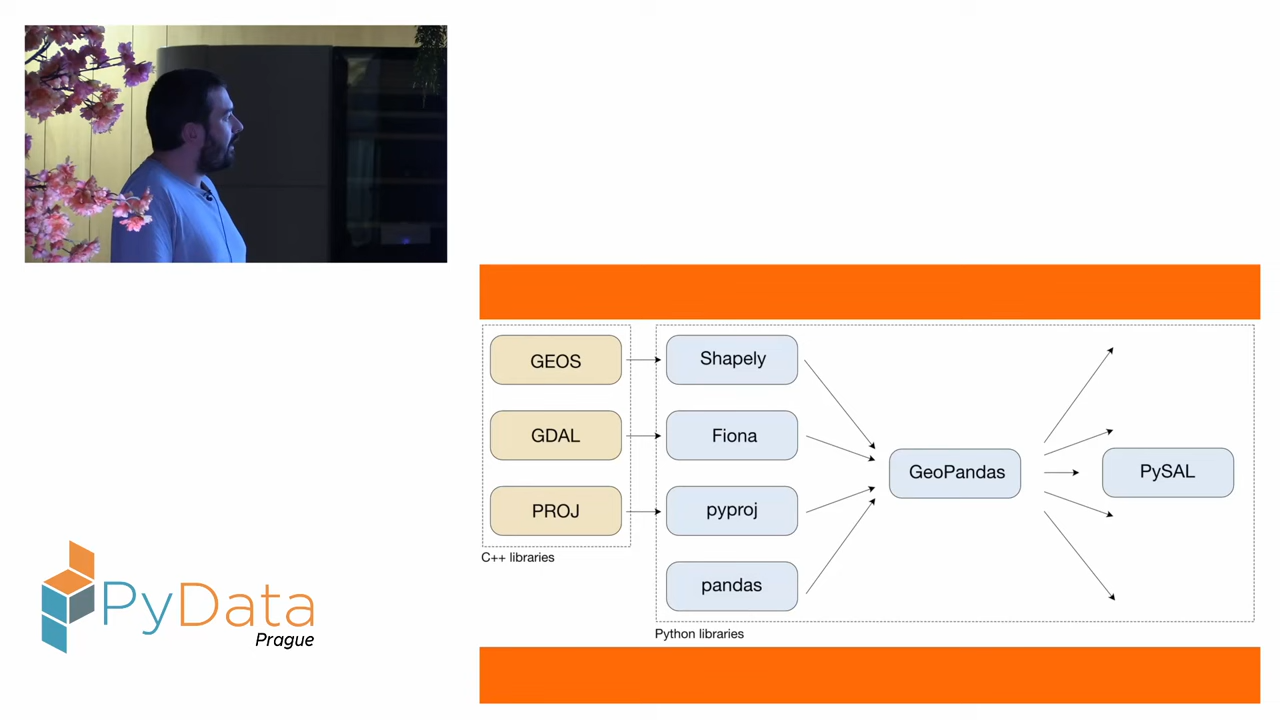 GEOS
Shapely
GDAL
Fiona
GeoPandas
PySAL
PROJ
pyproj
C++ libraries
pandas
Python libraries
PyData
Prague